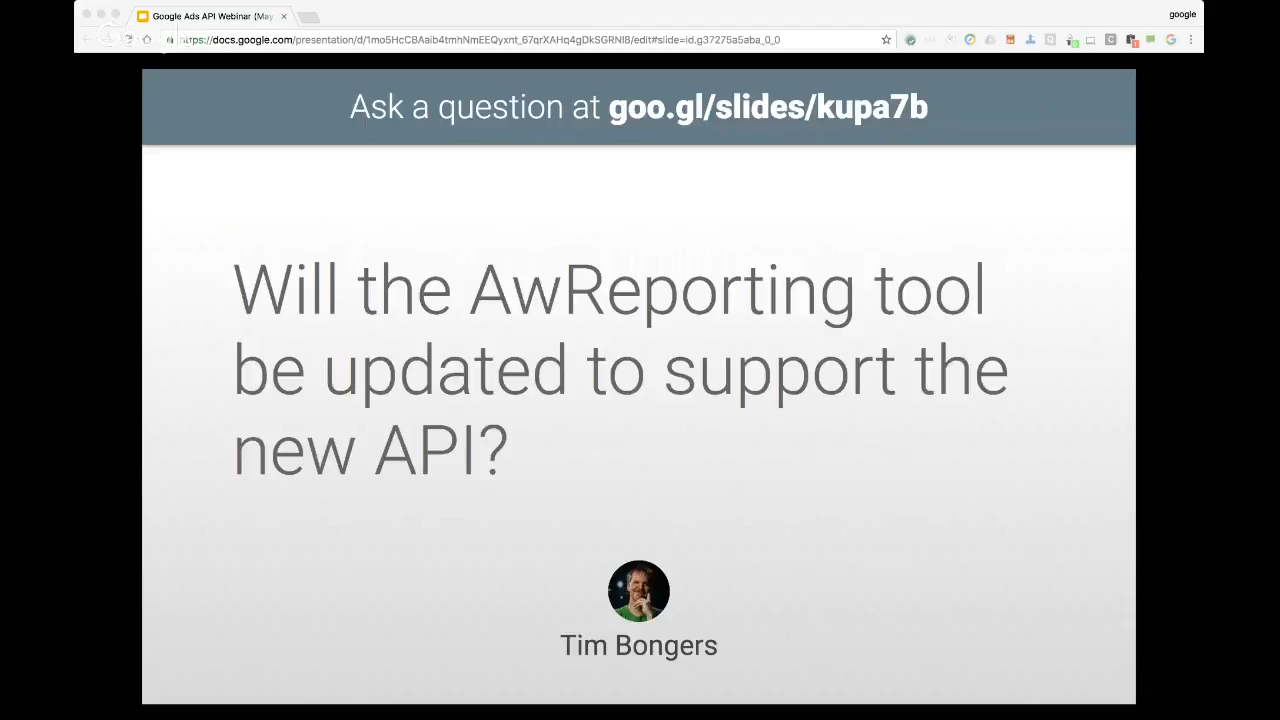 Google Ads API Webinar (May
google
https://docs.google.com/presentation/d/1mo5HcCBAaib4tmhNmEEQyxnt_67qrXAHq4gDkSGRNI8/edit#slide=id.g37275a5aba_0_0
Ask a question at goo.gl/slides/kupa7b
Will the AwReporting tool
be updated to support the
new API?
Tim Bongers